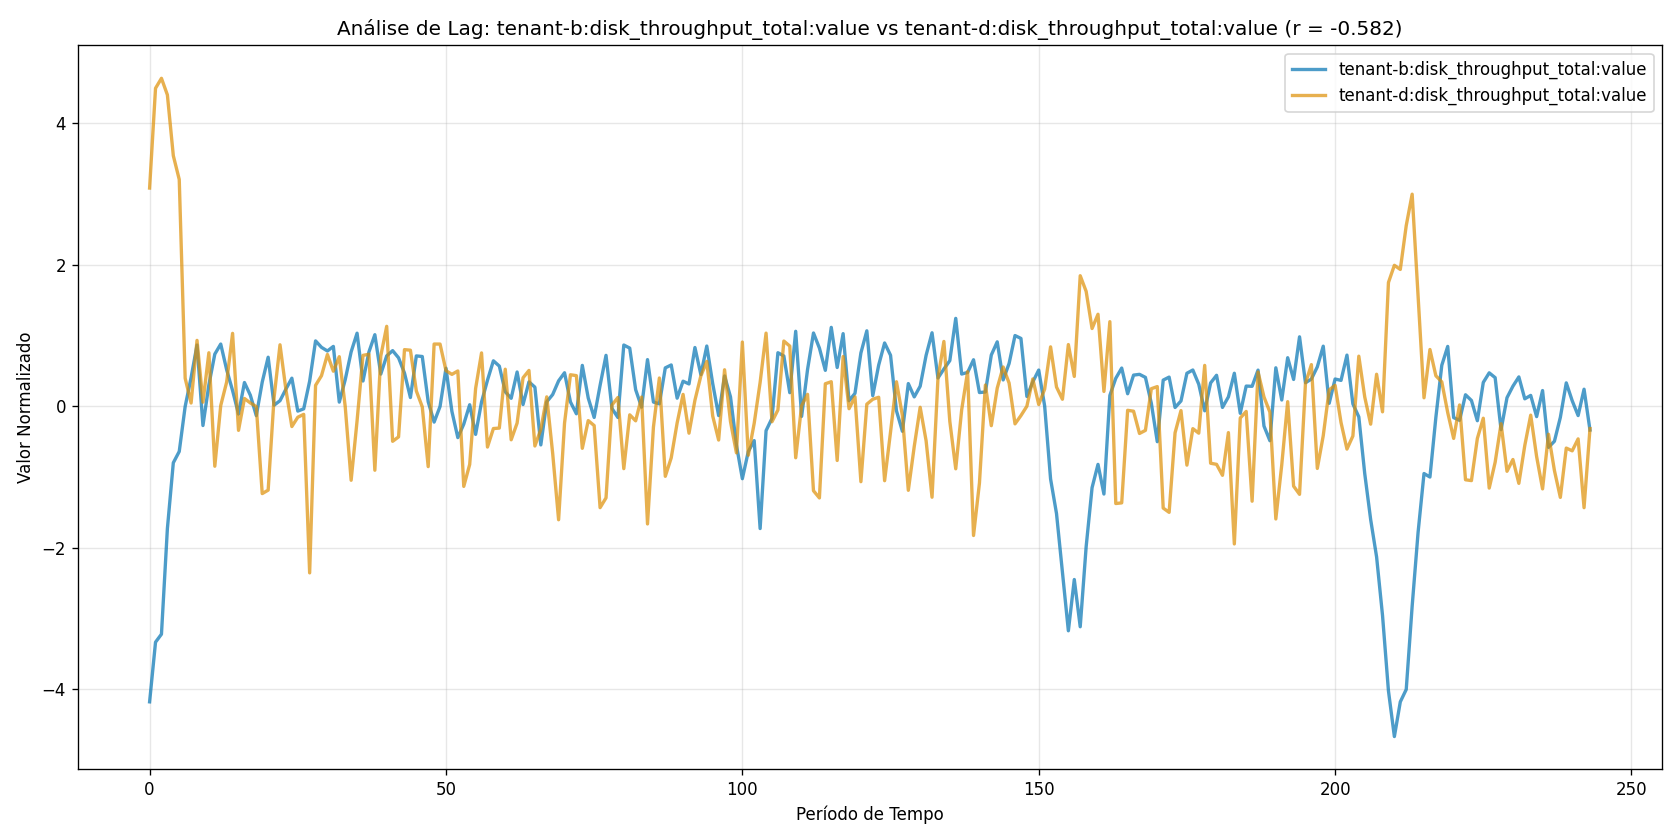 Análise de Lag: tenant-b:disk_throughput_total:value vs tenant-d:disk_throughput_total:value (r = -0.582)
tenant-b:disk_throughput_total:value
tenant-d:disk_throughput_total:value
Valor Normalizado
4
2
0
−2
−4
0 50 100 150 200 250
Período de Tempo